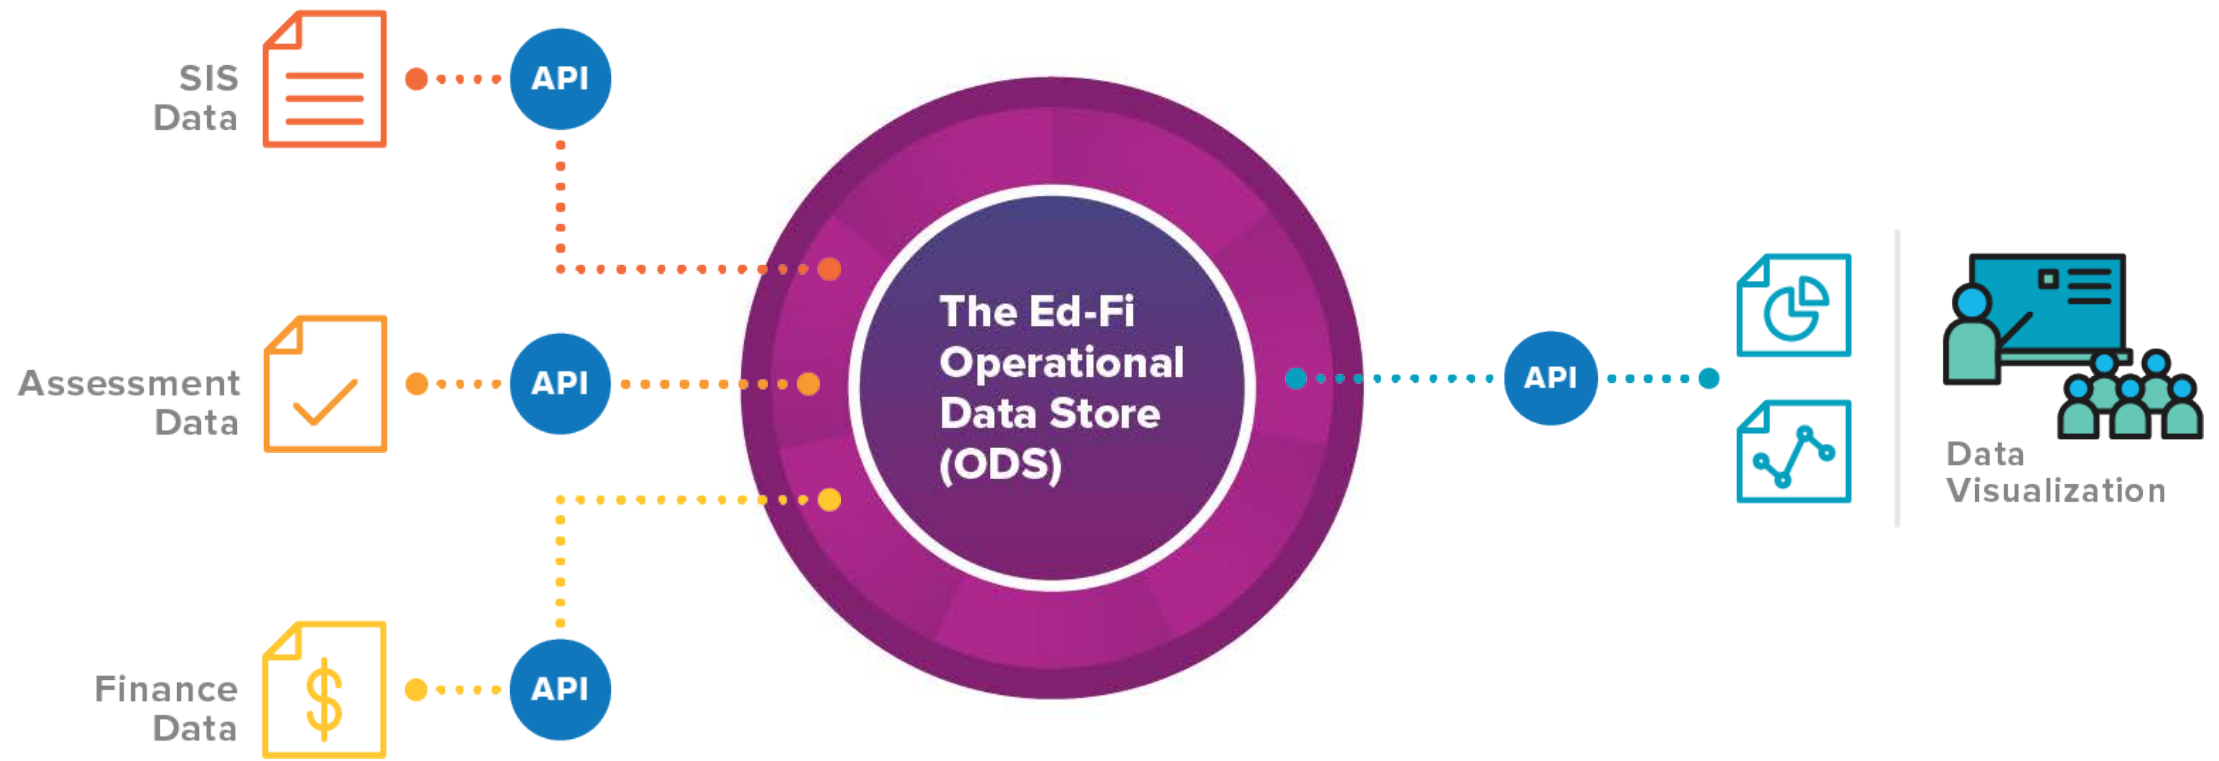 SIS
Data
API
Assessment
Data
API
Finance
Data
API
The Ed-Fi
Operational
Data Store
(ODS)
API
Data
Visualization